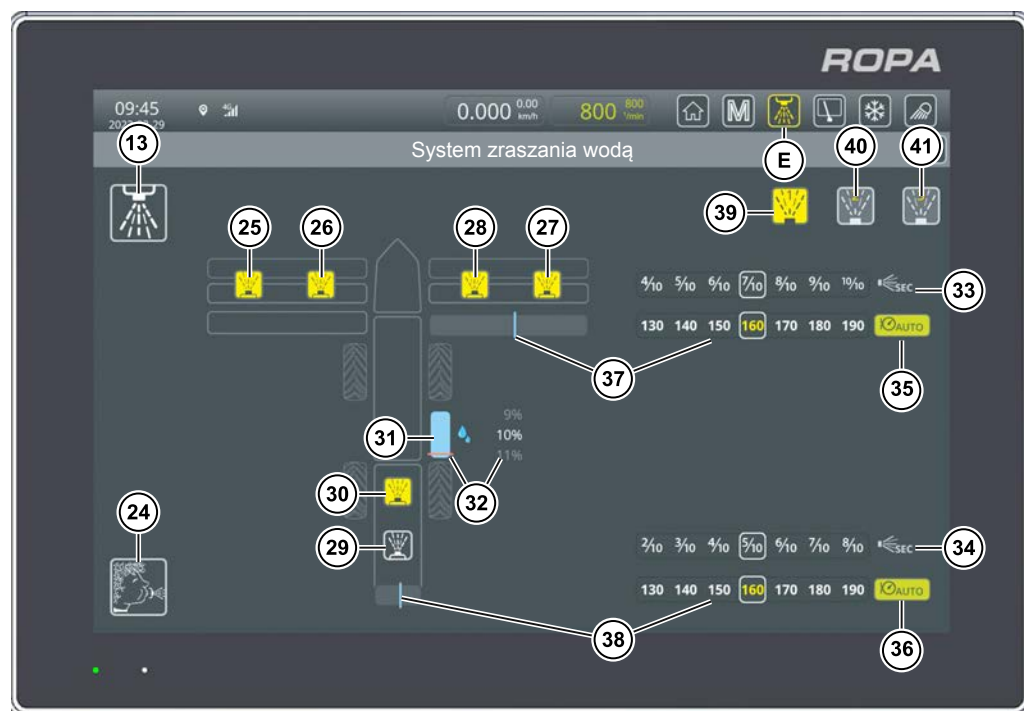 ROPA
09:45
4G
0.000 0.00 km/h
800 800 1/min
M
System zraszania wodą
13
E
40
41
39
25
26
28
27
4/10 5/10 6/10 7/10 8/10 9/10 10/10 SEC
33
130 140 150 160 170 180 190 AUTO
37
35
9%
31
10%
11%
32
30
24
29
2/10 3/10 4/10 5/10 6/10 7/10 8/10 SEC
34
130 140 150 160 170 180 190 AUTO
38
36